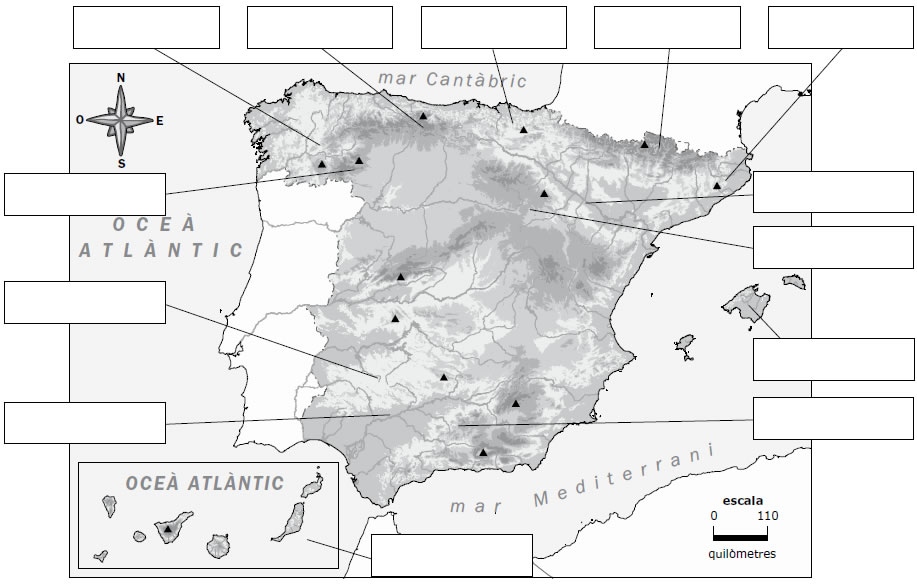 mar Cantàbric
N
O
E
S
OCEÀ
ATLÀNTIC
OCEÀ ATLÀNTIC
mar Mediterrani
escala
0 110
quilòmetres